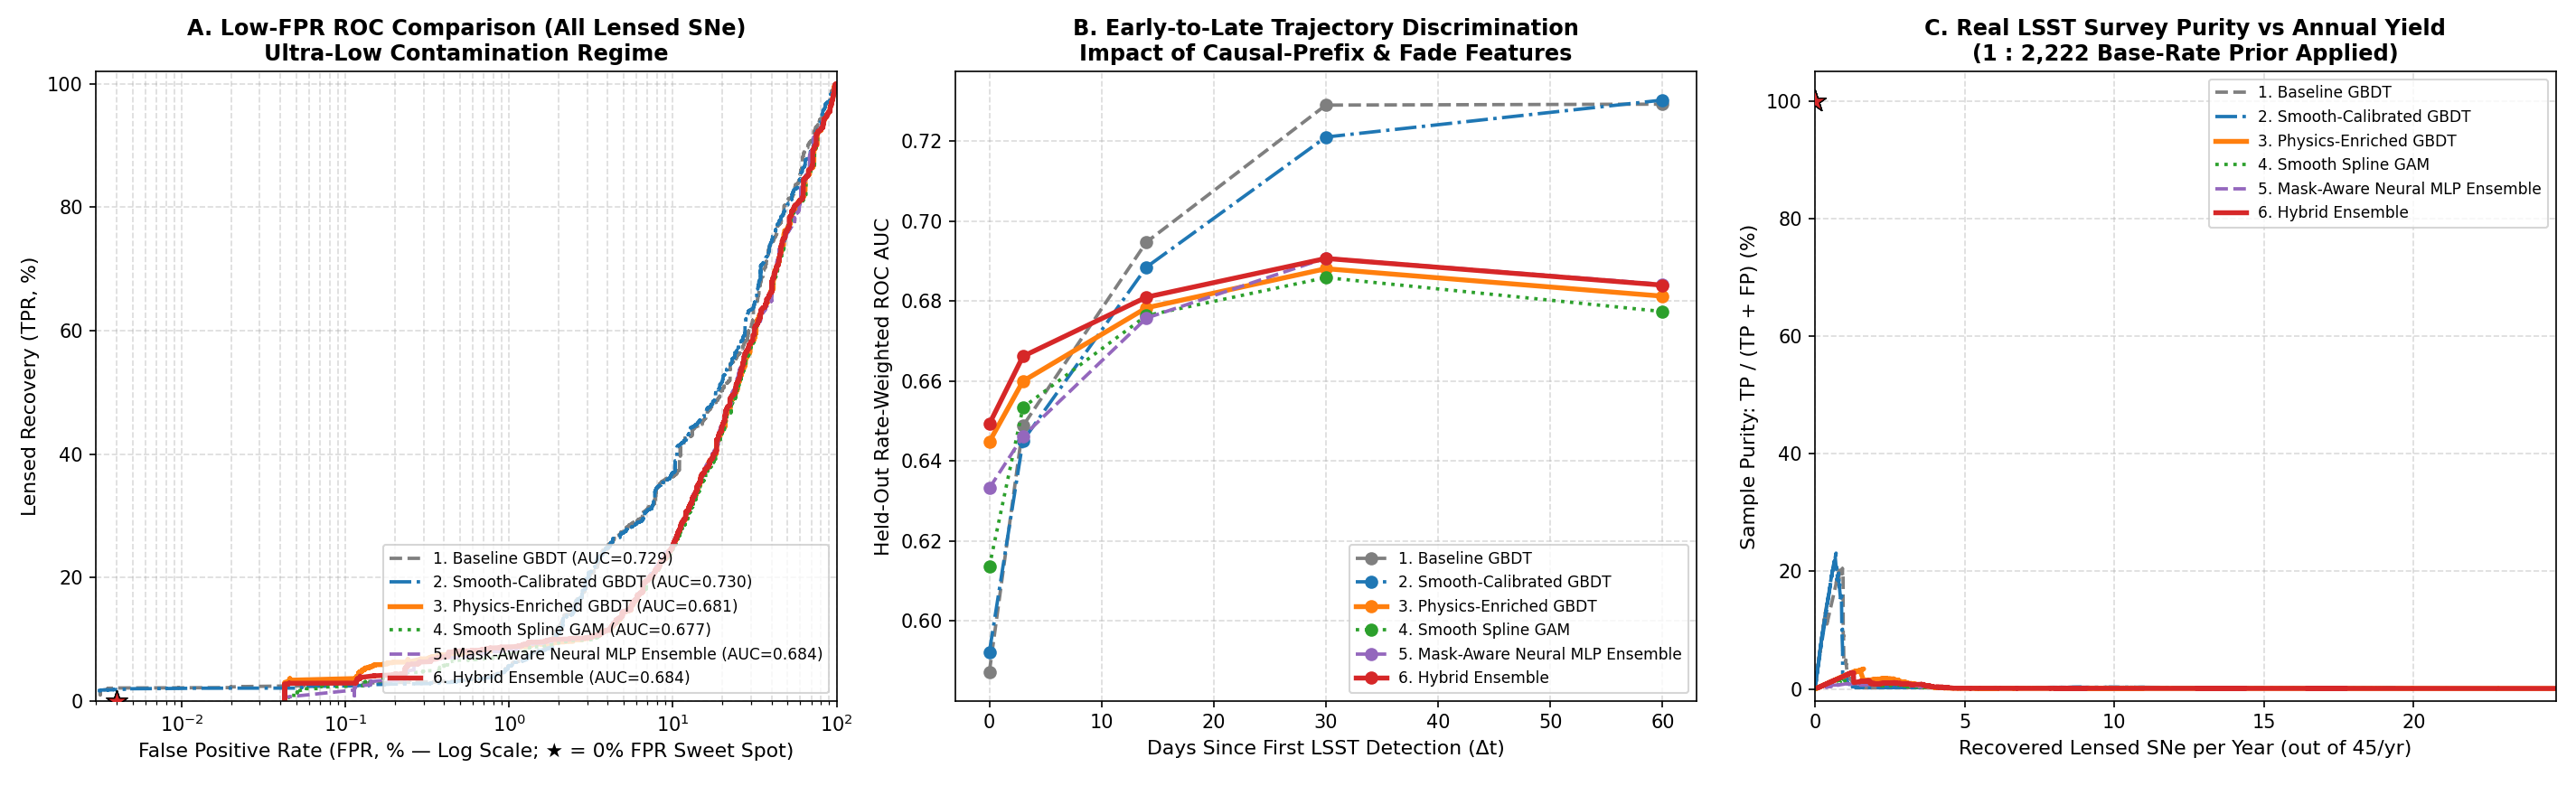 A. Low-FPR ROC Comparison (All Lensed SNe)
Ultra-Low Contamination Regime
100
80
60
40
20
0
Lensed Recovery (TPR, %)
10⁻²
10⁻¹
10⁰
10¹
10²
False Positive Rate (FPR, % — Log Scale; ★ = 0% FPR Sweet Spot)
1. Baseline GBDT (AUC=0.729)
2. Smooth-Calibrated GBDT (AUC=0.730)
3. Physics-Enriched GBDT (AUC=0.681)
4. Smooth Spline GAM (AUC=0.677)
5. Mask-Aware Neural MLP Ensemble (AUC=0.684)
6. Hybrid Ensemble (AUC=0.684)
B. Early-to-Late Trajectory Discrimination
Impact of Causal-Prefix & Fade Features
0.72
0.70
0.68
0.66
0.64
0.62
0.60
Held-Out Rate-Weighted ROC AUC
0
10
20
30
40
50
60
Days Since First LSST Detection (Δt)
1. Baseline GBDT
2. Smooth-Calibrated GBDT
3. Physics-Enriched GBDT
4. Smooth Spline GAM
5. Mask-Aware Neural MLP Ensemble
6. Hybrid Ensemble
C. Real LSST Survey Purity vs Annual Yield
(1 : 2,222 Base-Rate Prior Applied)
100
80
60
40
20
0
Sample Purity: TP / (TP + FP) (%)
0
5
10
15
20
Recovered Lensed SNe per Year (out of 45/yr)
1. Baseline GBDT
2. Smooth-Calibrated GBDT
3. Physics-Enriched GBDT
4. Smooth Spline GAM
5. Mask-Aware Neural MLP Ensemble
6. Hybrid Ensemble